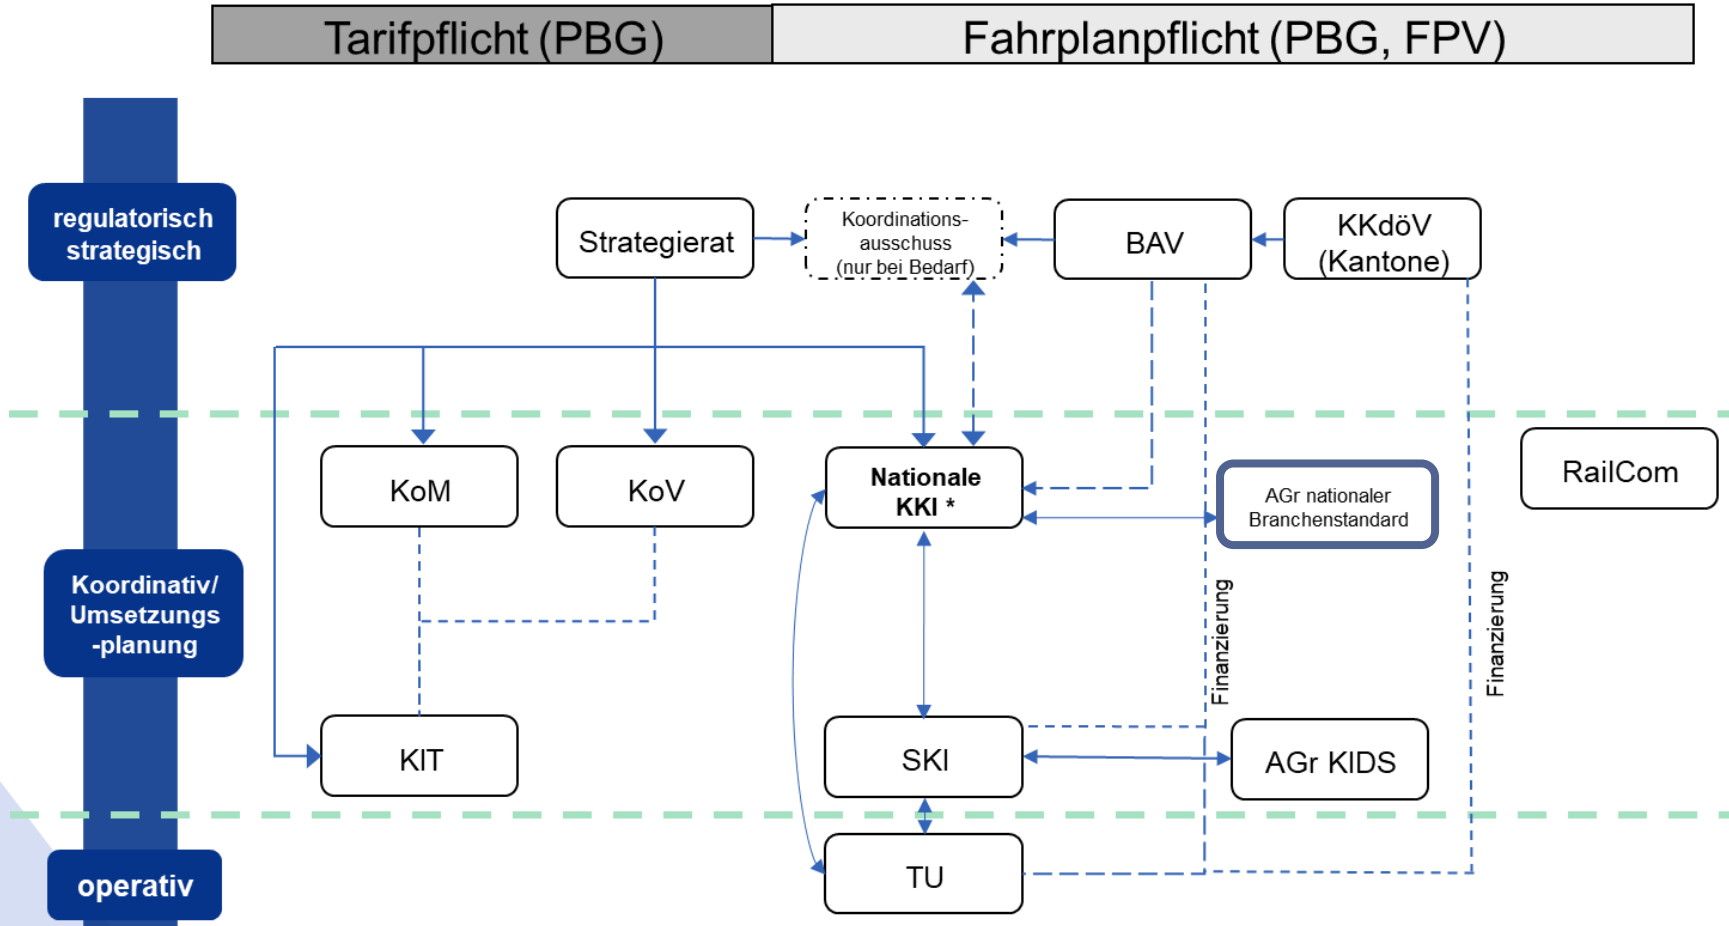 Tarifpflicht (PBG)
Fahrplanpflicht (PBG, FPV)
regulatorisch
strategisch
Strategierat
Koordinations-
ausschuss
(nur bei Bedarf)
BAV
KKdöV
(Kantone)
KoM
KoV
Nationale
KKI *
AGr nationaler
Branchenstandard
RailCom
Koordinativ/
Umsetzungs
-planung
Finanzierung
Finanzierung
KIT
SKI
AGr KIDS
operativ
TU